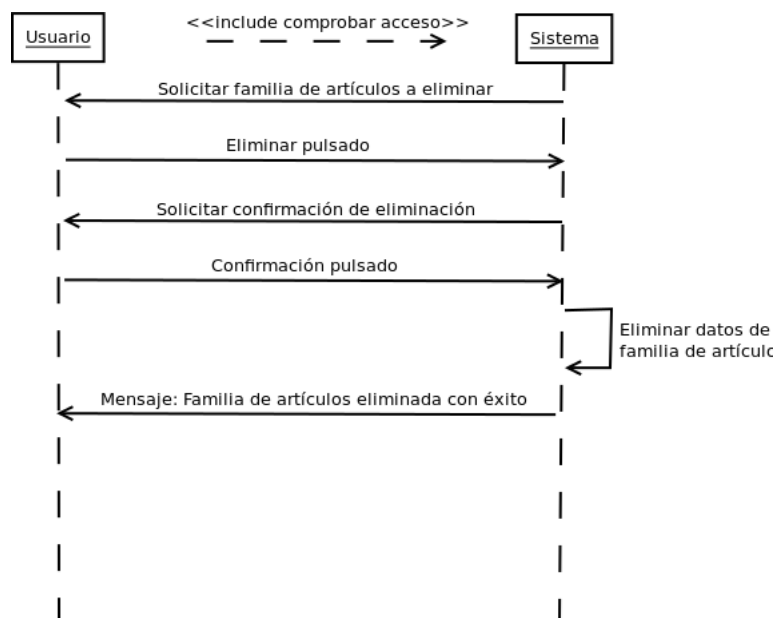 <<include comprobar acceso>>
Usuario
Sistema
Solicitar familia de artículos a eliminar
Eliminar pulsado
Solicitar confirmación de eliminación
Confirmación pulsado
Eliminar datos de
familia de artículo
Mensaje: Familia de artículos eliminada con éxito